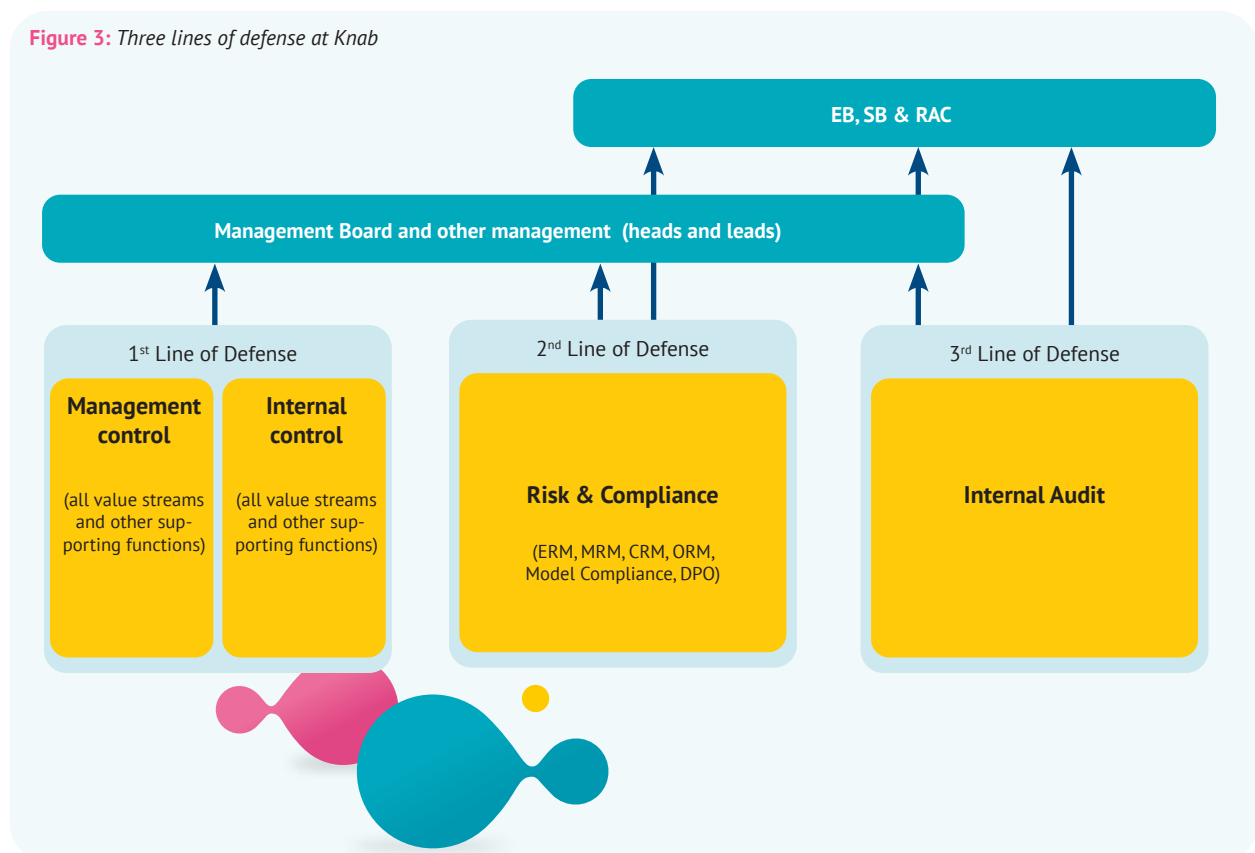 Figure 3: Three lines of defense at Knab
EB, SB & RAC
Management Board and other management (heads and leads)
1st Line of Defense
Management
control
(all value streams
and other sup-
porting functions)
Internal
control
(all value streams
and other sup-
porting functions)
2nd Line of Defense
Risk & Compliance
(ERM, MRM, CRM, ORM,
Model Compliance, DPO)
3rd Line of Defense
Internal Audit